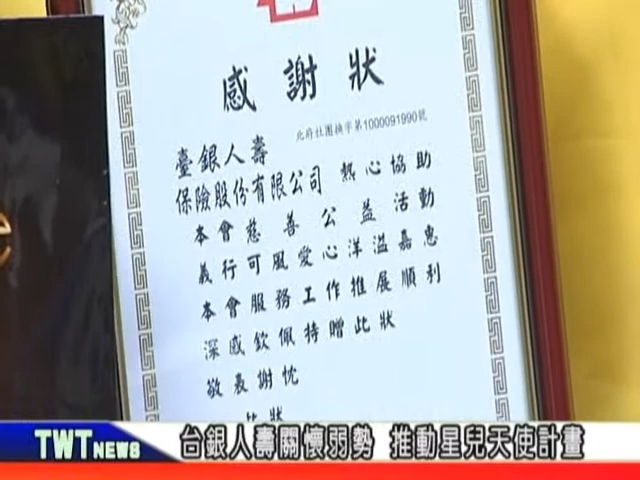 感謝狀
北府社團換字第1000091990號
臺銀人壽
保險股份有限公司 熱心協助
本會慈善公益活動
義行可風愛心洋溢嘉惠
本會服務工作推展順利
深感欽佩特贈此狀
敬表謝忱
此狀
TWT NEWS 台銀人壽關懷弱勢 推動星兒天使計畫